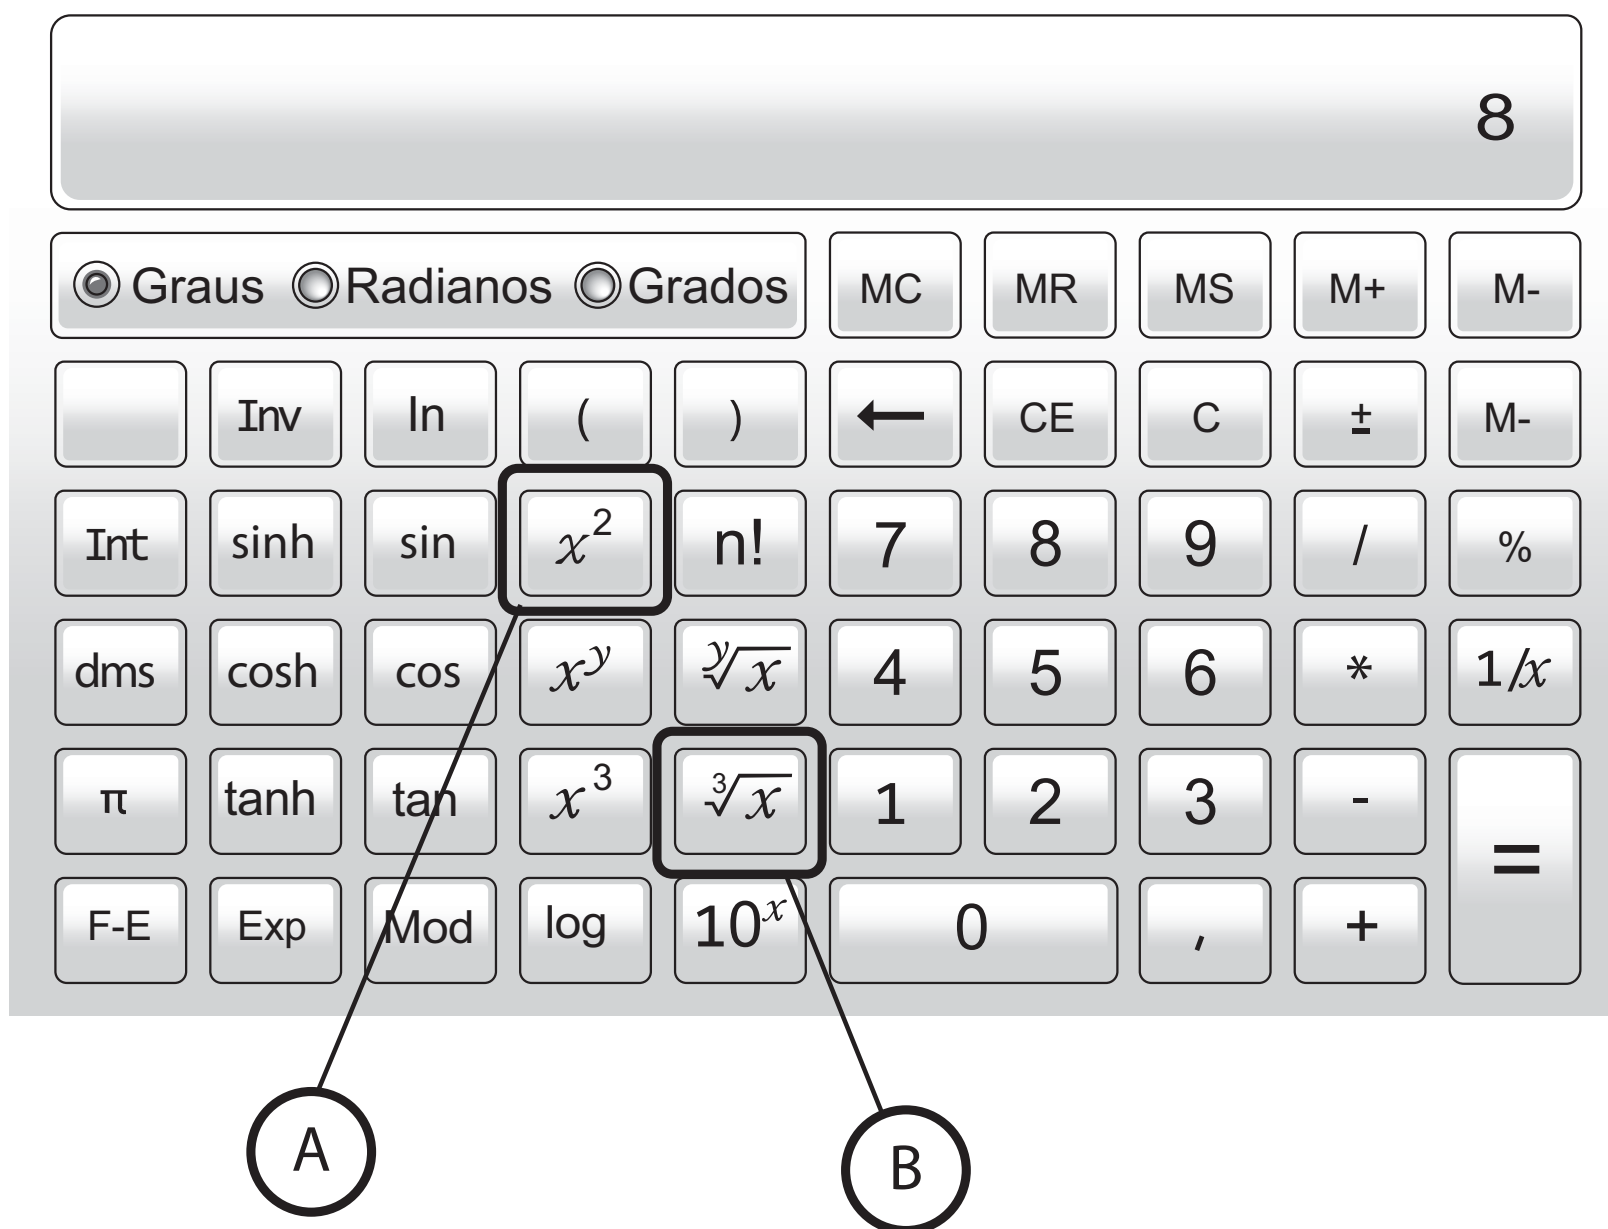 8
Graus Radianos Grados MC MR MS M+ M-
Inv In ( ) ← CE C ± M-
Int sinh sin x² n! 7 8 9 / %
dms cosh cos xʸ ʸ√x 4 5 6 * 1/x
π tanh tan x³ ³√x 1 2 3 - =
F-E Exp Mod log 10ˣ 0 , +
A B